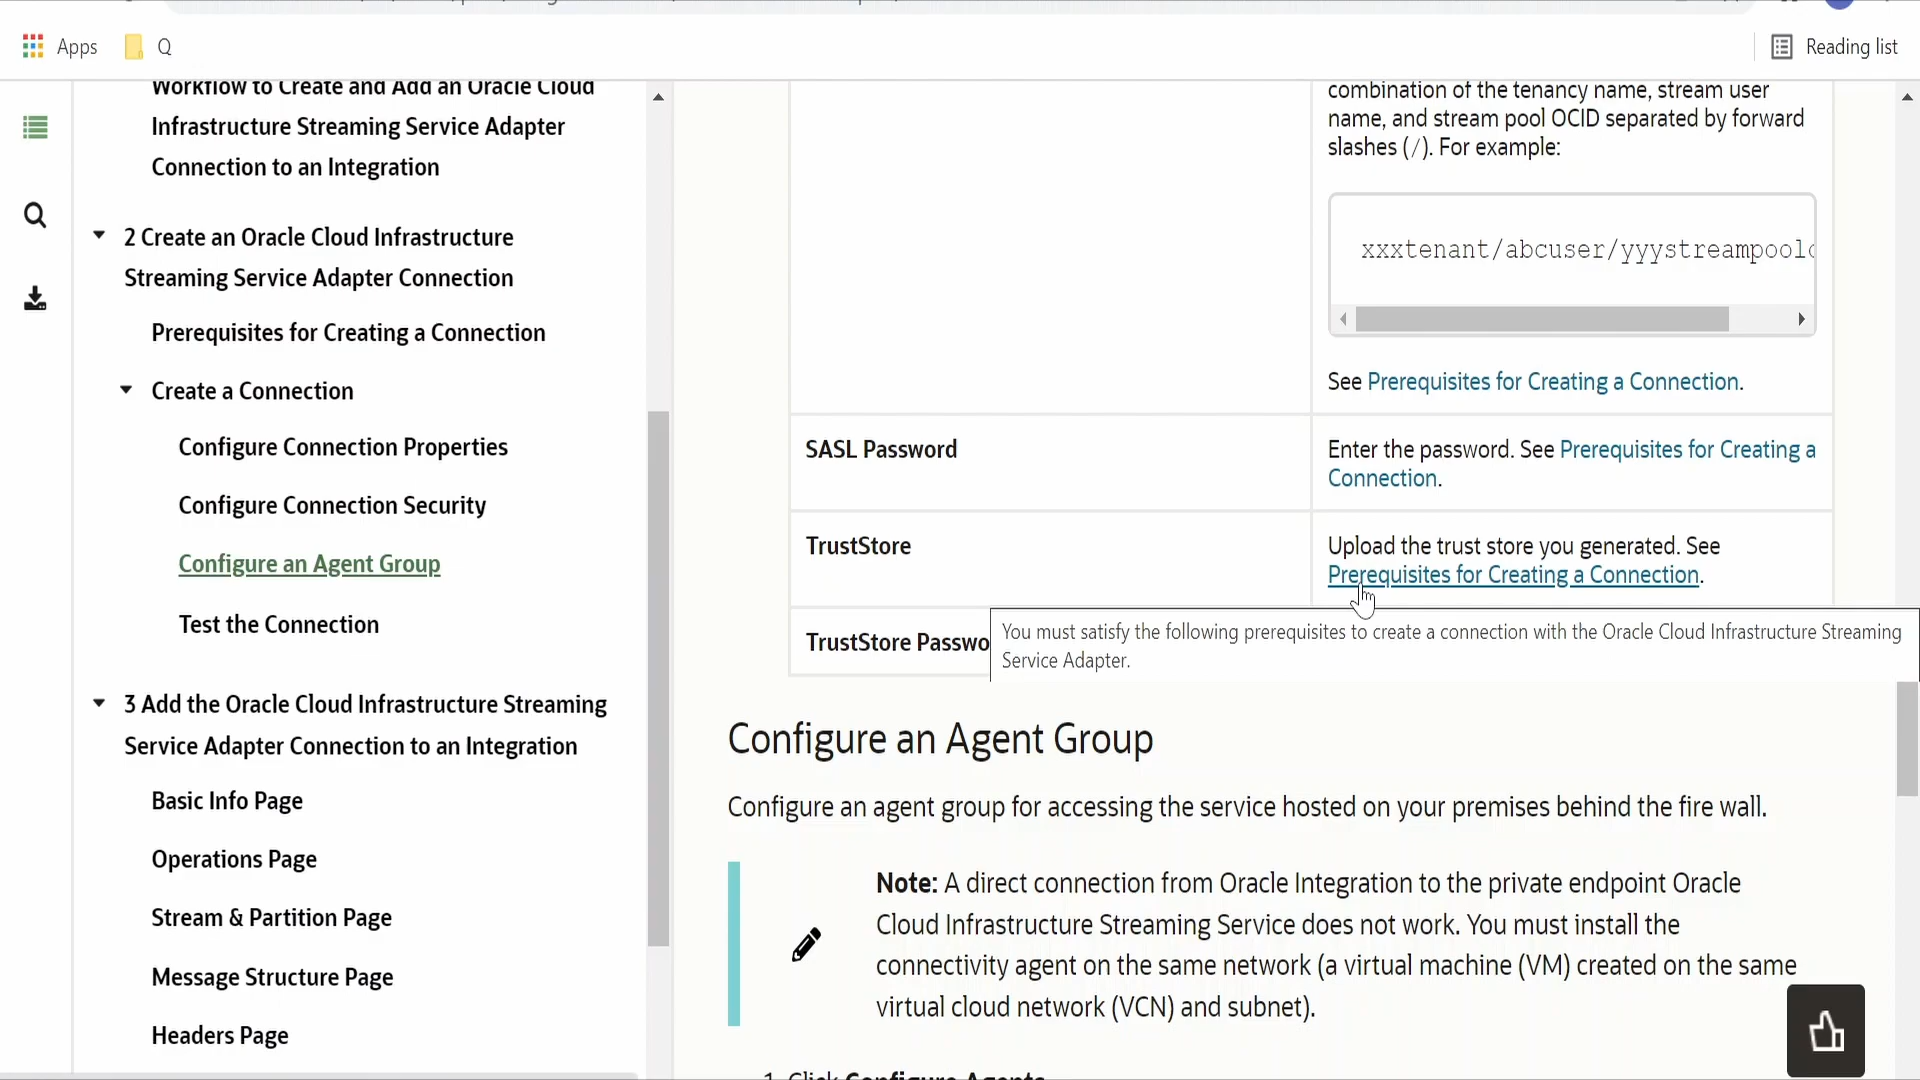 Apps
Q
Reading list
Workflow to Create and Add an Oracle Cloud
Infrastructure Streaming Service Adapter
Connection to an Integration
2 Create an Oracle Cloud Infrastructure
Streaming Service Adapter Connection
Prerequisites for Creating a Connection
Create a Connection
Configure Connection Properties
Configure Connection Security
Configure an Agent Group
Test the Connection
3 Add the Oracle Cloud Infrastructure Streaming
Service Adapter Connection to an Integration
Basic Info Page
Operations Page
Stream & Partition Page
Message Structure Page
Headers Page
combination of the tenancy name, stream user
name, and stream pool OCID separated by forward
slashes (/). For example:
xxxtenant/abcuser/yyystreampoolo
See Prerequisites for Creating a Connection.
SASL Password
Enter the password. See Prerequisites for Creating a
Connection.
TrustStore
Upload the trust store you generated. See
Prerequisites for Creating a Connection.
TrustStore Passwo
You must satisfy the following prerequisites to create a connection with the Oracle Cloud Infrastructure Streaming
Service Adapter.
Configure an Agent Group
Configure an agent group for accessing the service hosted on your premises behind the fire wall.
Note: A direct connection from Oracle Integration to the private endpoint Oracle
Cloud Infrastructure Streaming Service does not work. You must install the
connectivity agent on the same network (a virtual machine (VM) created on the same
virtual cloud network (VCN) and subnet).
1. Click Configure Agents